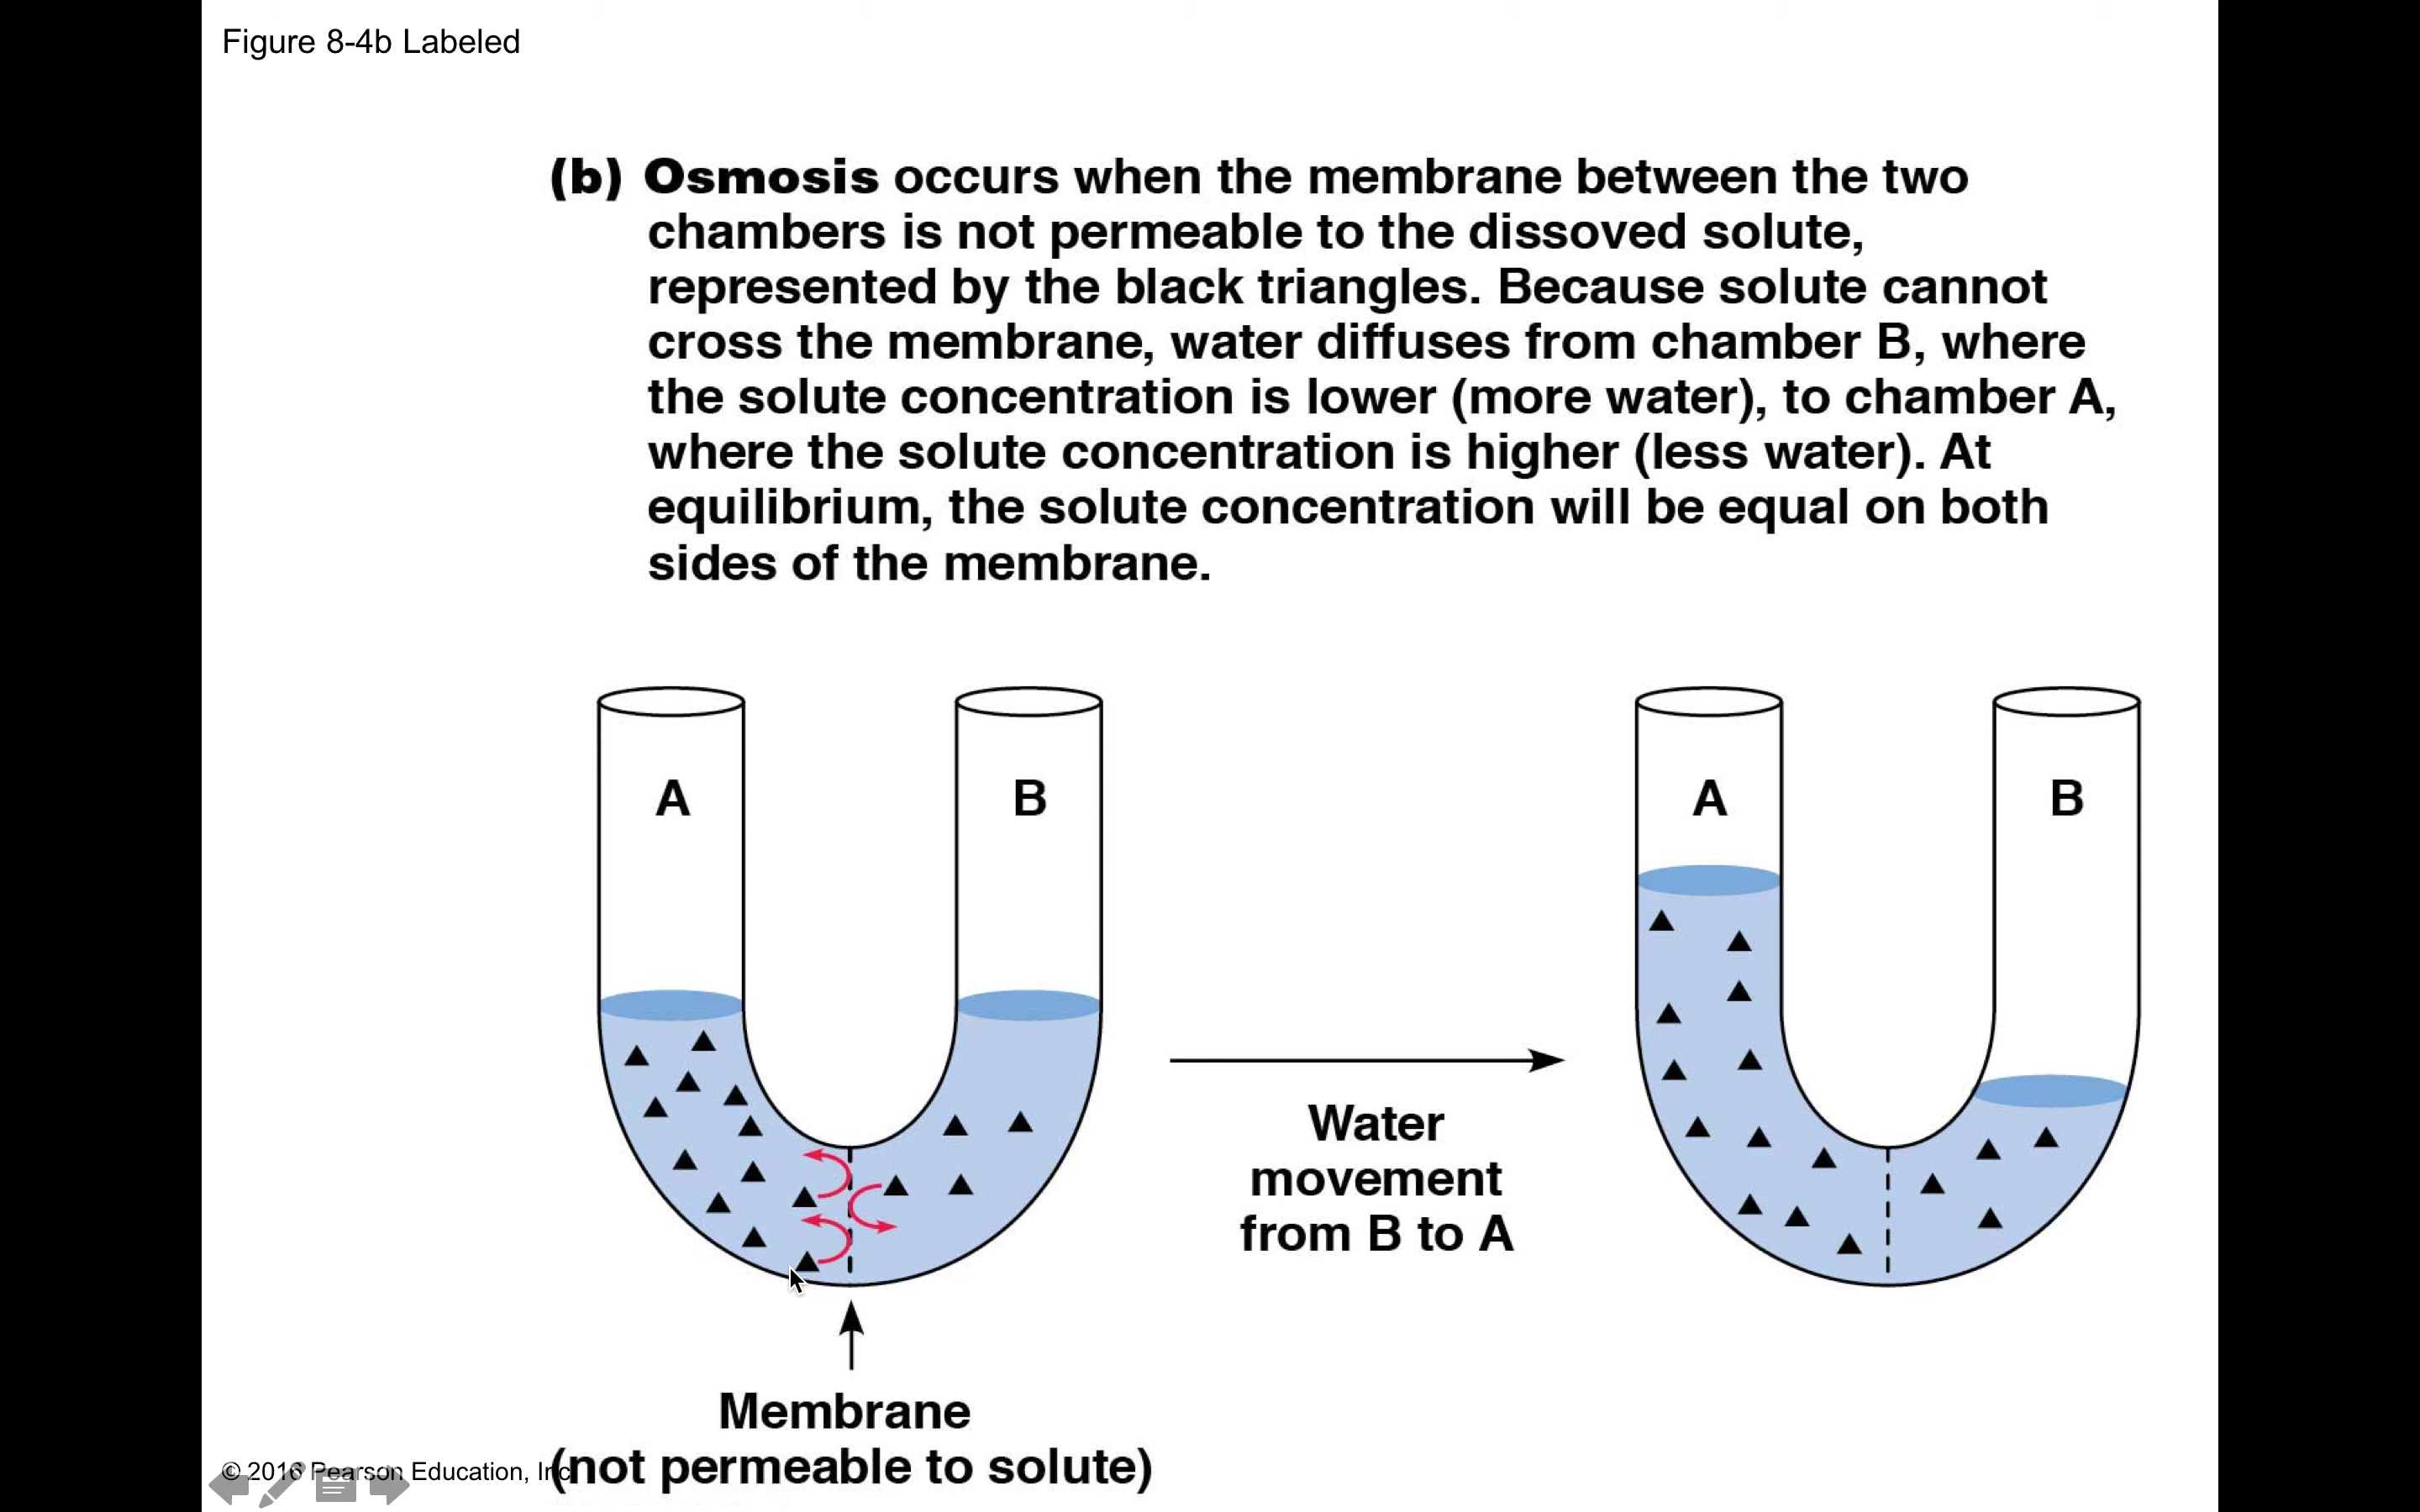 Figure 8-4b Labeled
(b) Osmosis occurs when the membrane between the two
chambers is not permeable to the dissoved solute,
represented by the black triangles. Because solute cannot
cross the membrane, water diffuses from chamber B, where
the solute concentration is lower (more water), to chamber A,
where the solute concentration is higher (less water). At
equilibrium, the solute concentration will be equal on both
sides of the membrane.
A
B
A
B
Water
movement
from B to A
Membrane
(not permeable to solute)
© 2016 Pearson Education, Inc